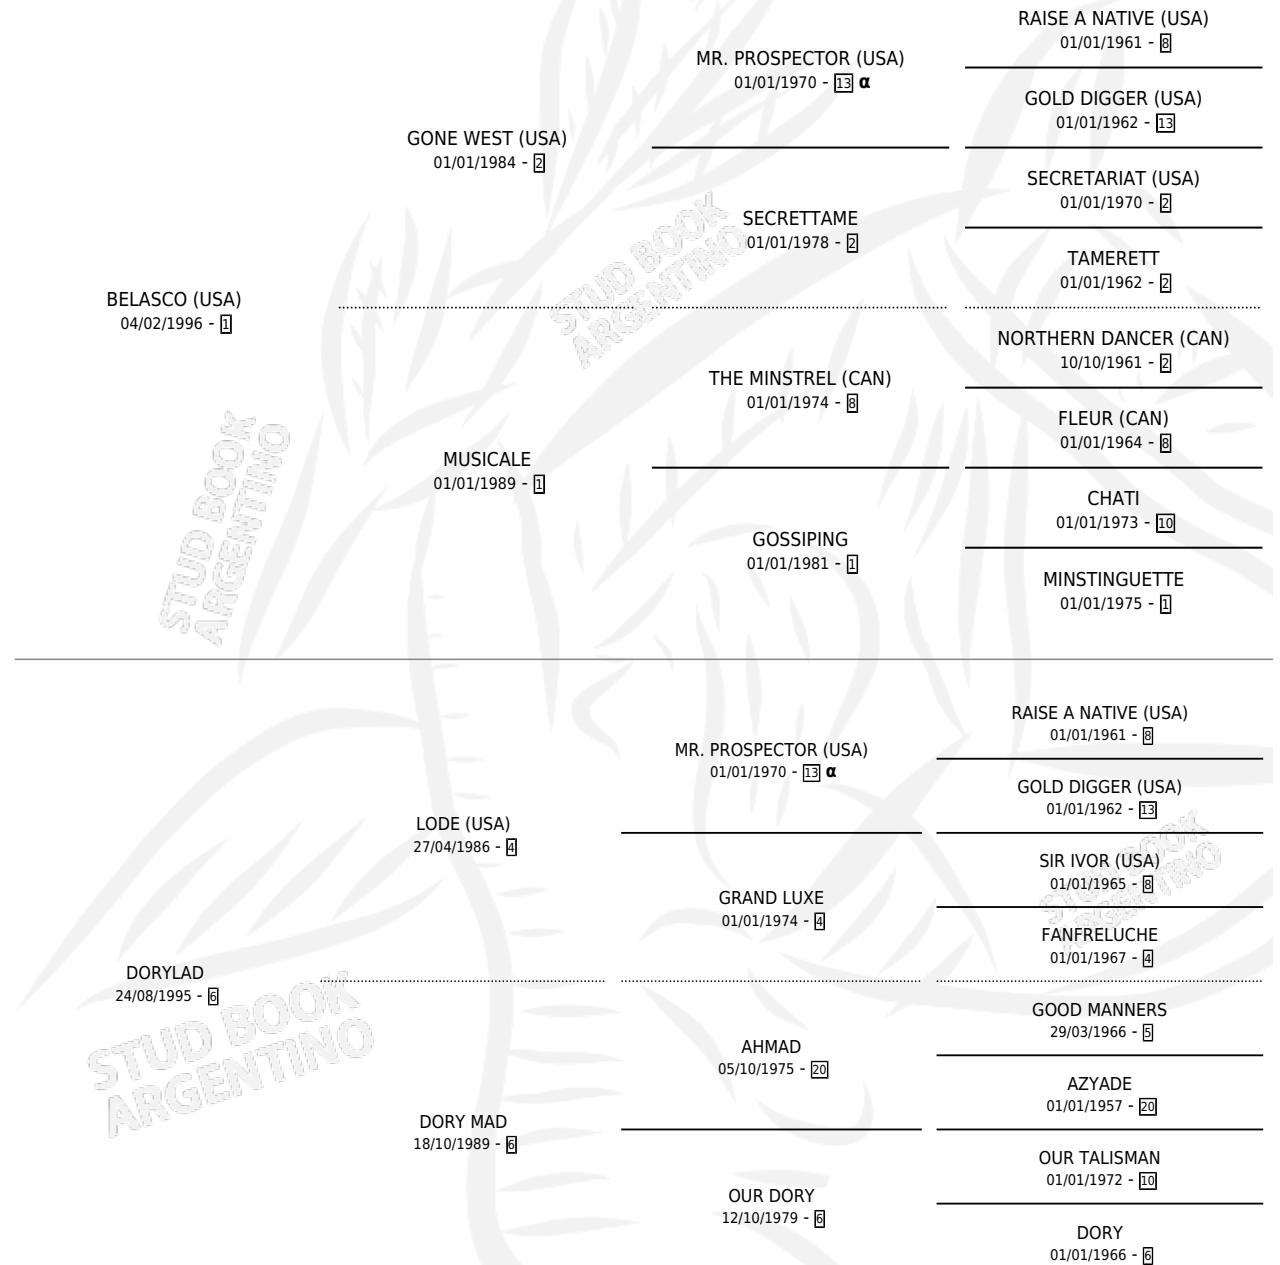 RAISE A NATIVE (USA)
01/01/1961 - 8
MR. PROSPECTOR (USA)
01/01/1970 - 13 α
GOLD DIGGER (USA)
01/01/1962 - 13
GONE WEST (USA)
01/01/1984 - 2
SECRETARIAT (USA)
01/01/1970 - 2
SECRETTAME
01/01/1978 - 2
TAMERETT
01/01/1962 - 2
BELASCO (USA)
04/02/1996 - 1
NORTHERN DANCER (CAN)
10/10/1961 - 2
THE MINSTREL (CAN)
01/01/1974 - 8
FLEUR (CAN)
01/01/1964 - 8
MUSICALE
01/01/1989 - 1
CHATI
01/01/1973 - 10
GOSSIPING
01/01/1981 - 1
MINSTINGUETTE
01/01/1975 - 1
STUD BOOK
ARGENTINO
STUD BOOK
ARGENTINO
RAISE A NATIVE (USA)
01/01/1961 - 8
MR. PROSPECTOR (USA)
01/01/1970 - 13 α
GOLD DIGGER (USA)
01/01/1962 - 13
LODE (USA)
27/04/1986 - 4
SIR IVOR (USA)
01/01/1965 - 8
GRAND LUXE
01/01/1974 - 4
FANFRELUCHE
01/01/1967 - 4
DORYLAD
24/08/1995 - 6
GOOD MANNERS
29/03/1966 - 5
AHMAD
05/10/1975 - 20
AZYADE
01/01/1957 - 20
DORY MAD
18/10/1989 - 6
OUR TALISMAN
01/01/1972 - 10
OUR DORY
12/10/1979 - 6
DORY
01/01/1966 - 6
STUD BOOK
ARGENTINO
STUD BOOK
ARGENTINO